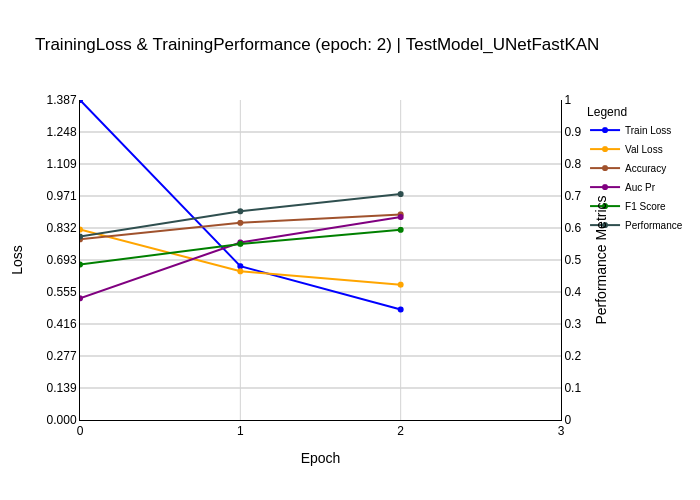 TrainingLoss & TrainingPerformance (epoch: 2) | TestModel_UNetFastKAN
1.387
1.248
1.109
0.971
0.832
0.693
0.555
0.416
0.277
0.139
0.000
Loss
0
1
2
3
Epoch
1
0.9
0.8
0.7
0.6
0.5
0.4
0.3
0.2
0.1
0
Performance Metrics
Legend
Train Loss
Val Loss
Accuracy
Auc Pr
F1 Score
Performance